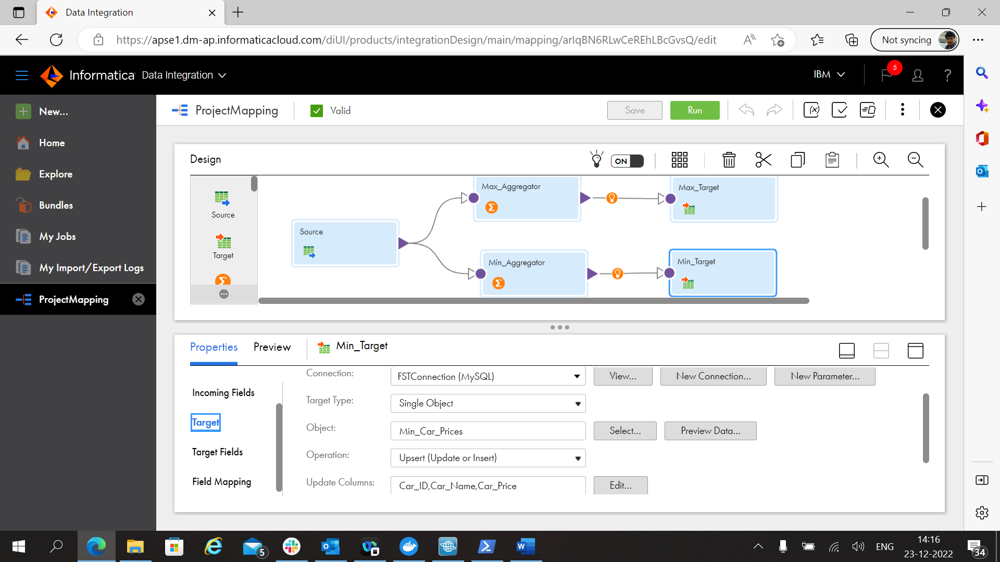 Data Integration
https://apse1.dm-ap.informaticacloud.com/diUI/products/integrationDesign/main/mapping/arIqBN6RLwCeREhLBcGvsQ/edit
Not syncing
Informatica Data Integration
IBM
5
?
New...
Home
Explore
Bundles
My Jobs
My Import/Export Logs
ProjectMapping
ProjectMapping
Valid
Save
Run
Design
ON
Source
Target
Source
Max_Aggregator
Max_Target
Min_Aggregator
Min_Target
Properties
Preview
Min_Target
Incoming Fields
Target
Target Fields
Field Mapping
Connection:
FSTConnection (MySQL)
View...
New Connection...
New Parameter...
Target Type:
Single Object
Object:
Min_Car_Prices
Select...
Preview Data...
Operation:
Upsert (Update or Insert)
Update Columns:
Car_ID,Car_Name,Car_Price
Edit...
5
ENG
14:16
23-12-2022
34